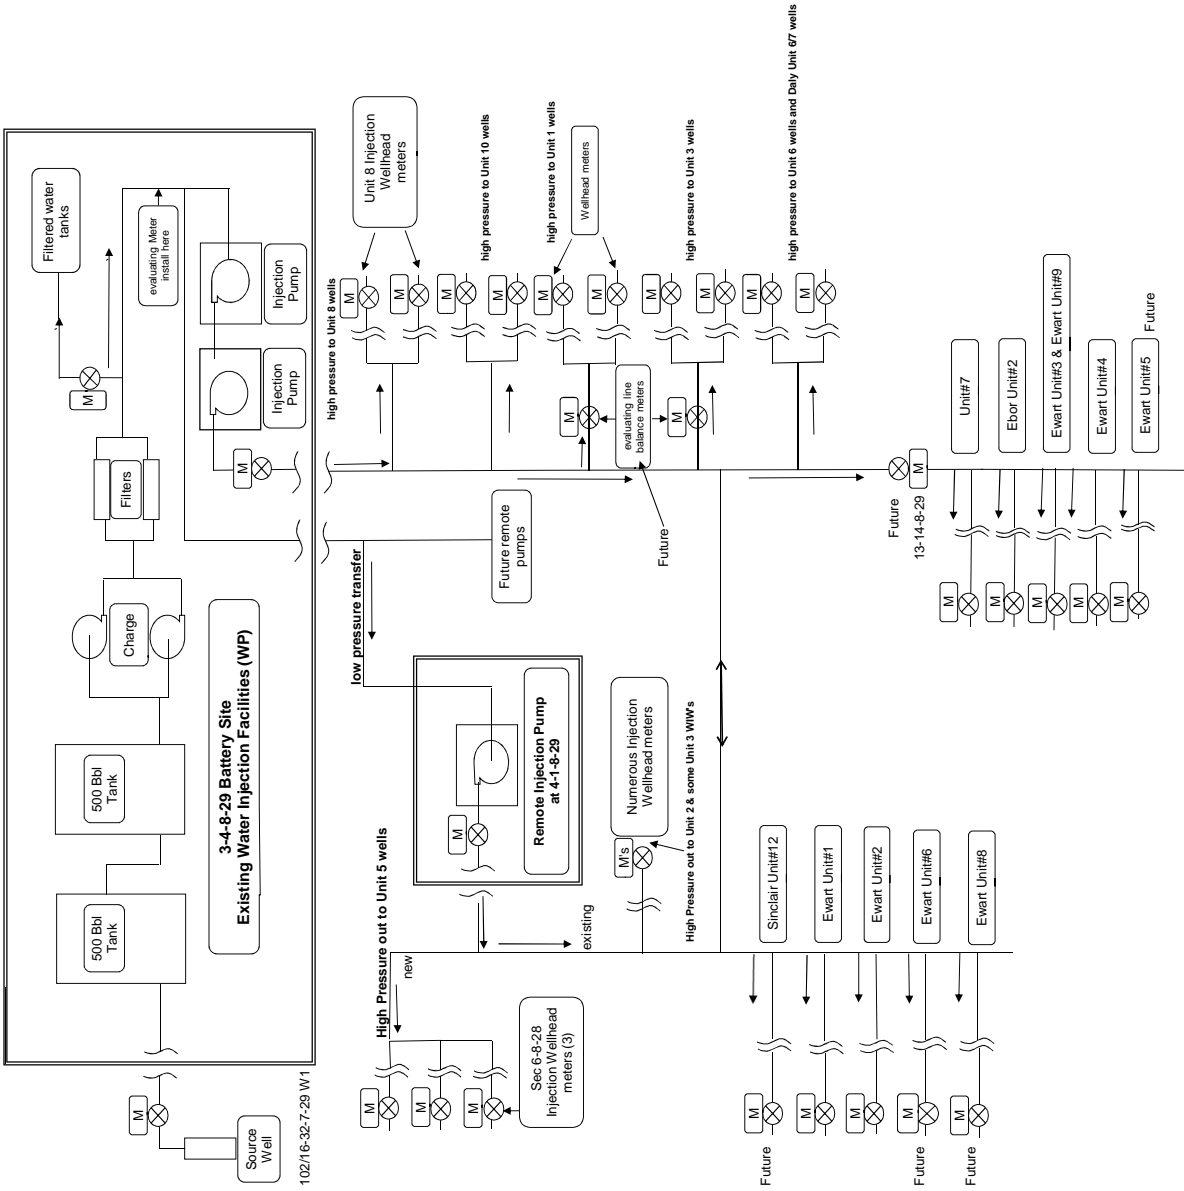 Source
Well
102/16-32-7-29 W1
M
500 Bbl
Tank
500 Bbl
Tank
3-4-8-29 Battery Site
Existing Water Injection Facilities (WP)
Charge
Filters
M
Filtered water
tanks
evaluating Meter
install here
Injection
Pump
Injection
Pump
M
low pressure transfer
Future remote
pumps
high pressure to Unit 8 wells
M
M
Unit 8 Injection
Wellhead
meters
M
M
high pressure to Unit 10 wells
M
M
high pressure to Unit 1 wells
Wellhead meters
M
M
evaluating line
balance meters
Future
M
M
high pressure to Unit 3 wells
M
M
high pressure to Unit 6 wells and Daly Unit 6/7 wells
Future
M
13-14-8-29
Remote Injection Pump
at 4-1-8-29
M
High Pressure out to Unit 5 wells
new
existing
M
M
M
Sec 6-8-28
Injection Wellhead
meters (3)
M's
Numerous Injection
Wellhead meters
High Pressure out to Unit 2 & some Unit 3 WIW's
Future
M
Sinclair Unit#12
M
Ewart Unit#1
M
Ewart Unit#2
Future
M
Ewart Unit#6
Future
M
Ewart Unit#8
M
Unit#7
M
Ebor Unit#2
M
Ewart Unit#3 & Ewart Unit#9
M
Ewart Unit#4
M
Ewart Unit#5
Future